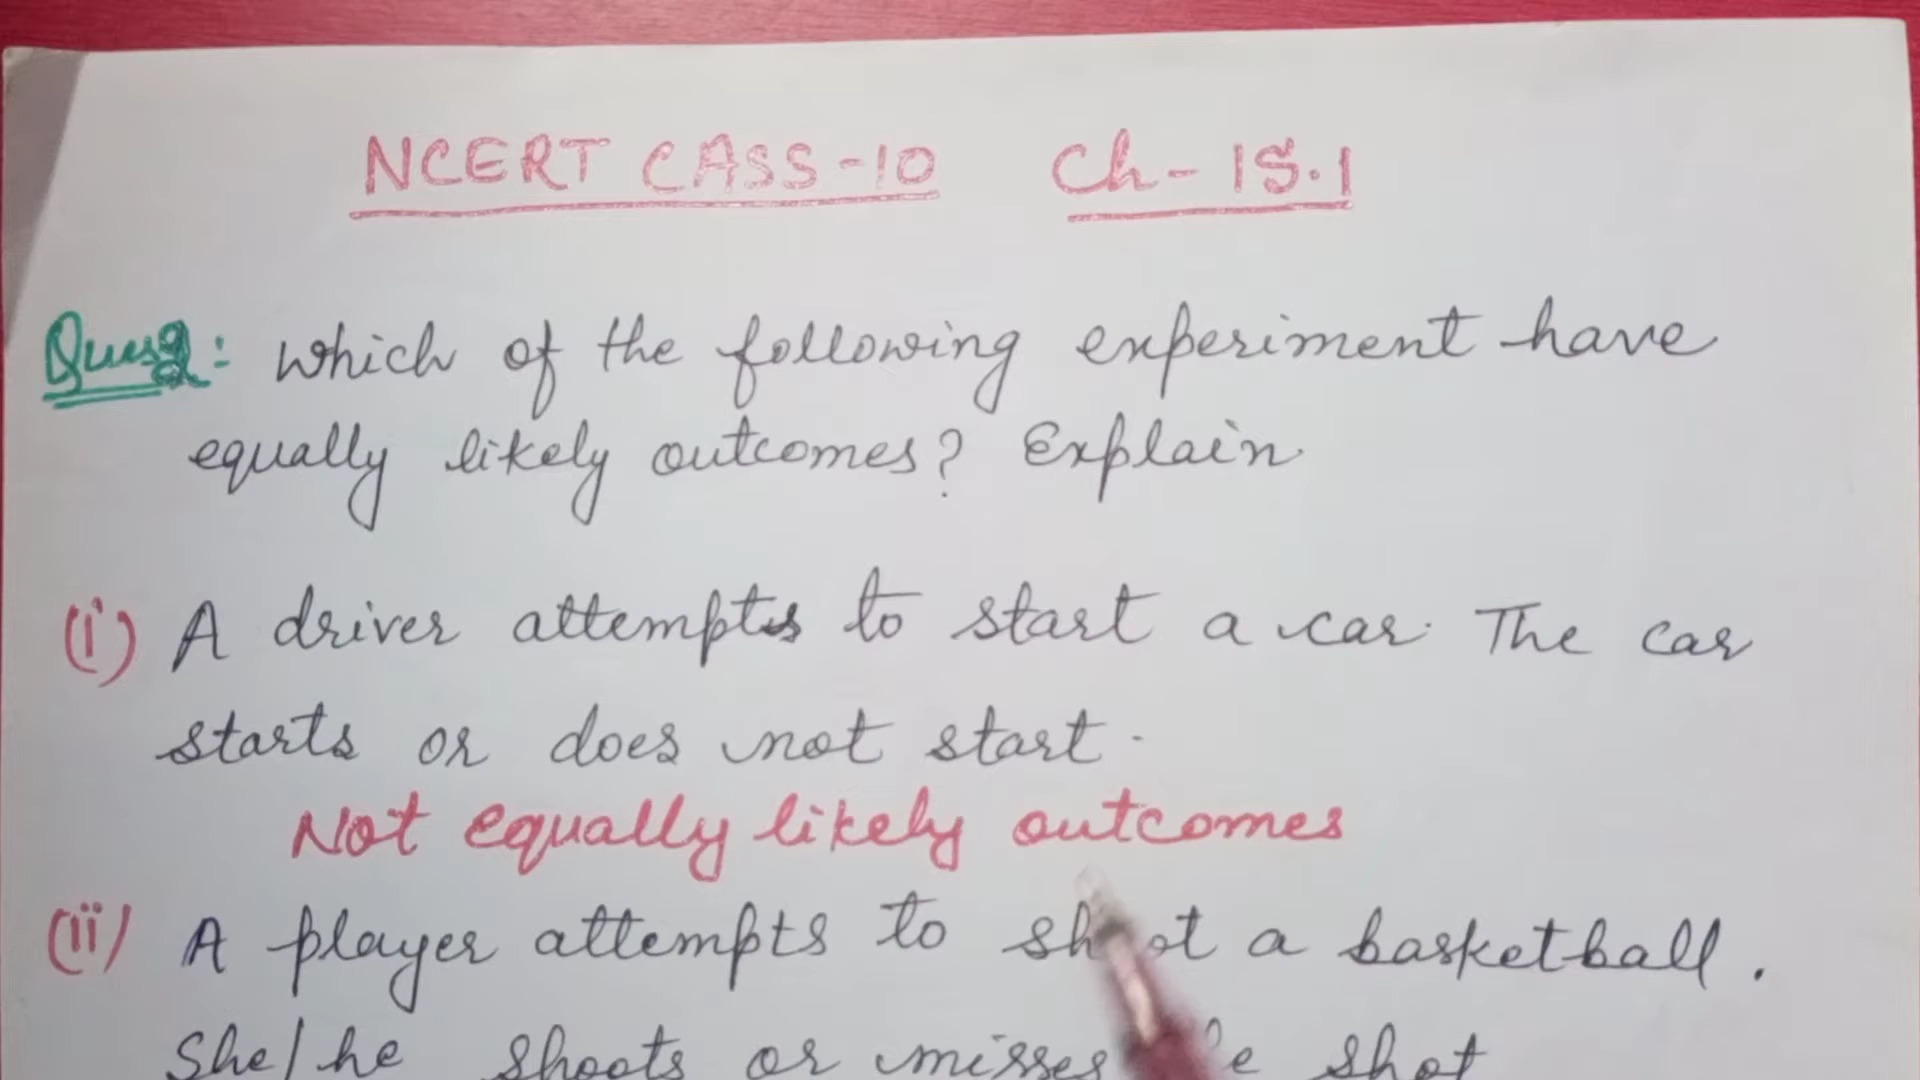 NCERT CASS-10 Ch-15.1
Ques2: Which of the following experiment have
equally likely outcomes? Explain
(i) A driver attempts to start a car. The car
starts or does not start.
Not equally likely outcomes
(ii) A player attempts to a basketball.
She/he shoots or misses shot